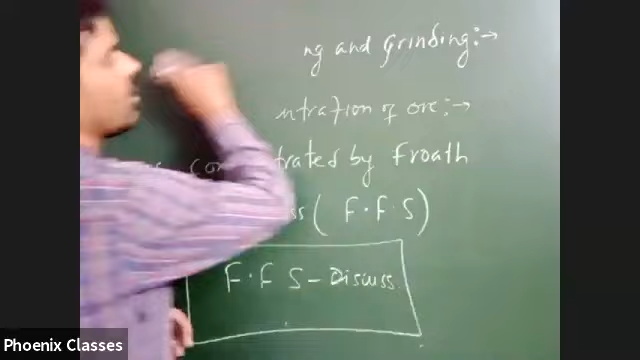 ng and Grinding:→
ntration of ore:→
con trated by Froath
ss ( F.F.S)
F.F S - Discuss
Phoenix Classes